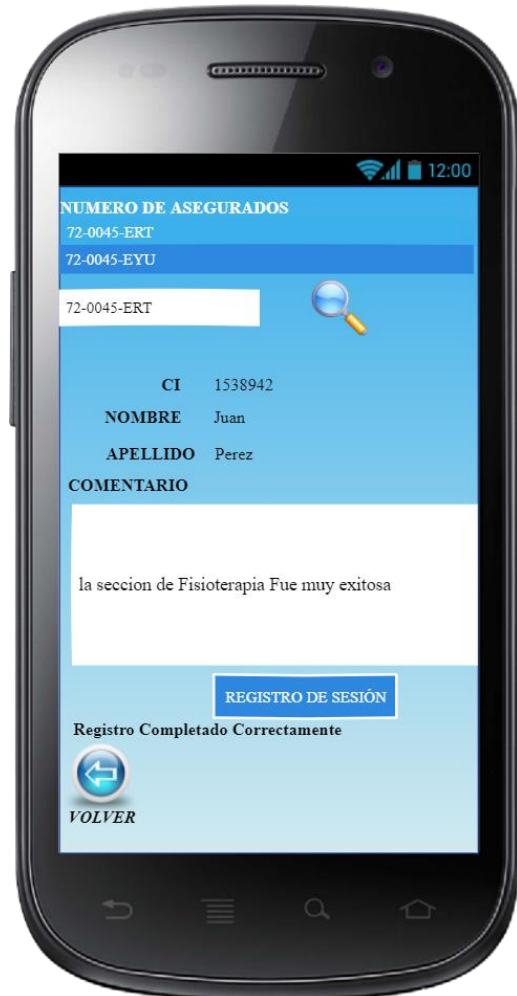 12:00
NUMERO DE ASEGURADOS
72-0045-ERT
72-0045-EYU
72-0045-ERT
CI 1538942
NOMBRE Juan
APELLIDO Perez
COMENTARIO
la seccion de Fisioterapia Fue muy exitosa
REGISTRO DE SESIÓN
Registro Completado Correctamente
VOLVER